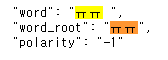 "word": "ㅠㅠ ",
"word_root": "ㅠㅠ",
"polarity": "-1"